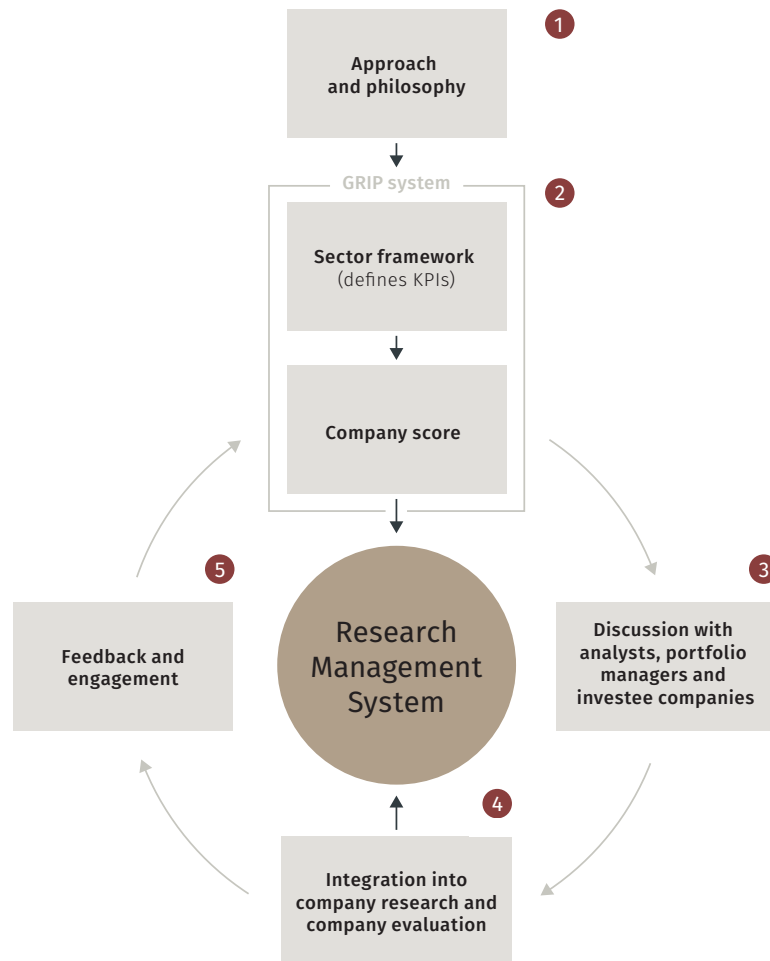 1
Approach
and philosophy
GRIP system
2
Sector framework
(defines KPIs)
Company score
3
Discussion with
analysts, portfolio
managers and
investee companies
4
Integration into
company research and
company evaluation
5
Feedback and
engagement
Research
Management
System